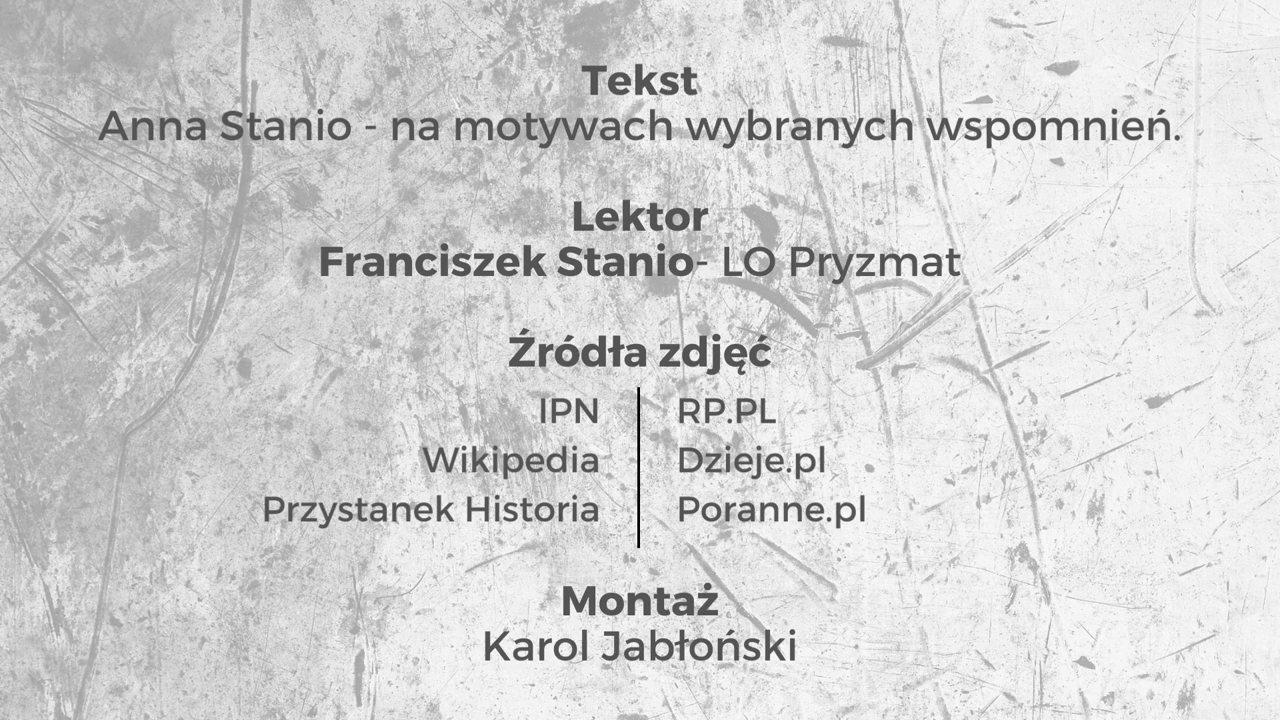 Tekst
Anna Stanio - na motywach wybranych wspomnień.
Lektor
Franciszek Stanio- LO Pryzmat
Źródła zdjęć
IPN
Wikipedia
Przystanek Historia
RP.PL
Dzieje.pl
Poranne.pl
Montaż
Karol Jabłoński